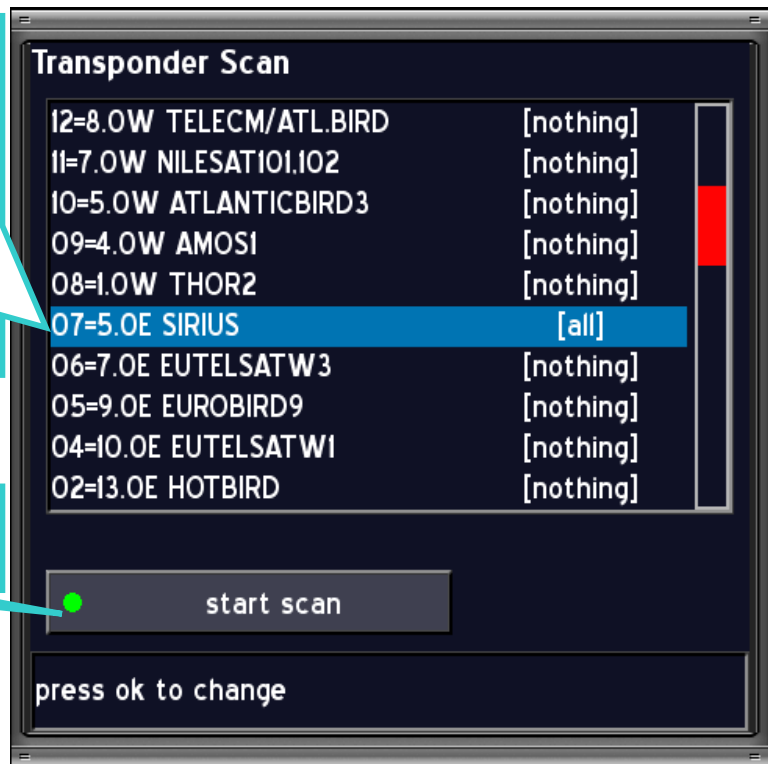 Transponder Scan
12=8.0W TELECM/ATL.BIRD [nothing]
11=7.0W NILESAT101,102 [nothing]
10=5.0W ATLANTICBIRD3 [nothing]
09=4.0W AMOS1 [nothing]
08=1.0W THOR2 [nothing]
07=5.0E SIRIUS [all]
06=7.0E EUTELSATW3 [nothing]
05=9.0E EUROBIRD9 [nothing]
04=10.0E EUTELSATW1 [nothing]
02=13.0E HOTBIRD [nothing]
start scan
press ok to change